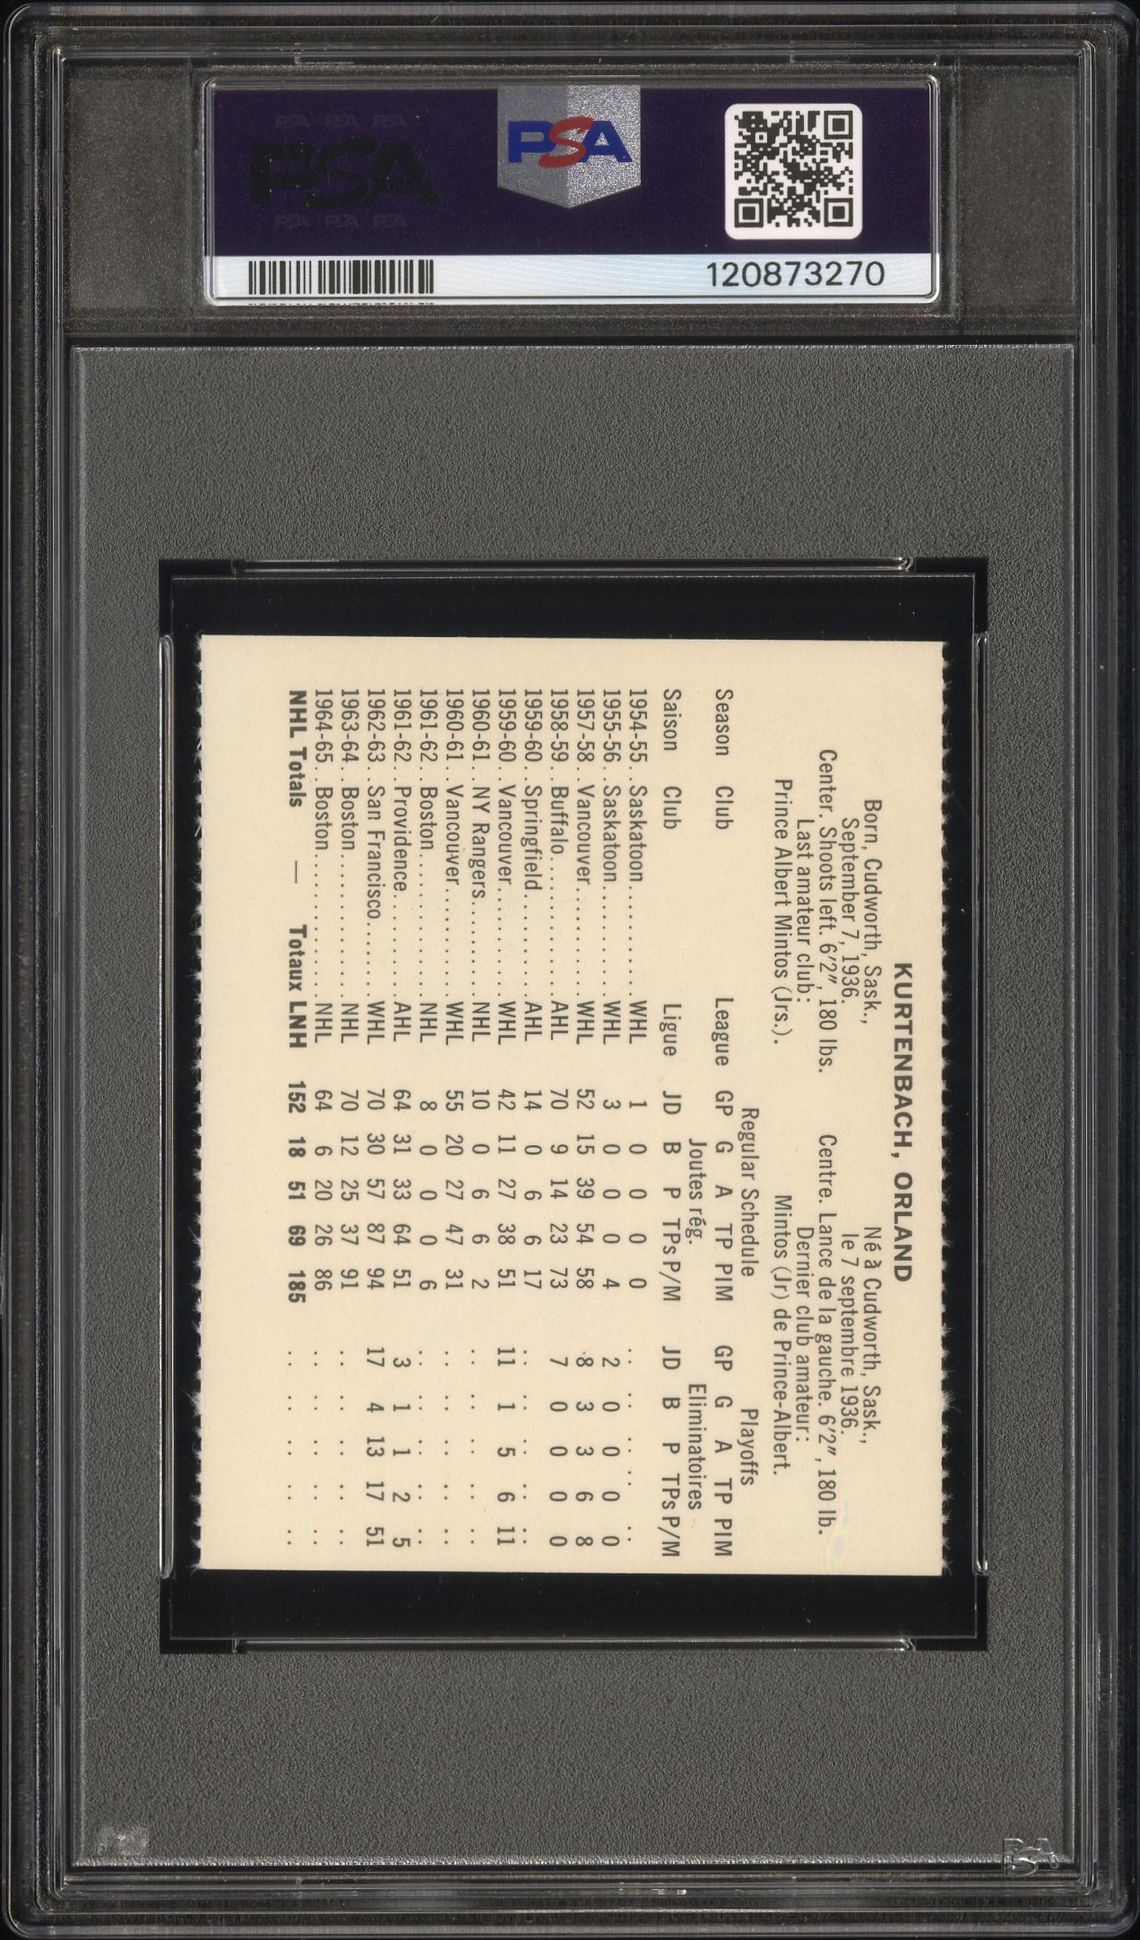 PSA
PSA
120873270
KURTENBACH, ORLAND
Born, Cudworth, Sask.,
September 7, 1936.
Center. Shoots left. 6'2", 180 lbs.
Last amateur club:
Prince Albert Mintos (Jrs.).
Né à Cudworth, Sask.,
le 7 septembre 1936.
Centre. Lance de la gauche. 6'2", 180 lb.
Dernier club amateur:
Mintos (Jr) de Prince-Albert.
Regular Schedule Playoffs
Season Club League GP G A TP PIM GP G A TP PIM
Joutes rég. Eliminatoires
Saison Club Ligue JD B P TPs P/M JD B P TPs P/M
1954-55.. Saskatoon.......... WHL 1 0 0 0 0 .. .. .. .. ..
1955-56.. Saskatoon.......... WHL 3 0 0 0 4 2 0 0 0 0
1957-58.. Vancouver.......... WHL 52 15 39 54 58 8 3 3 6 8
1958-59.. Buffalo............. AHL 70 9 14 23 73 7 0 0 0 0
1959-60.. Springfield......... AHL 14 0 6 6 17 .. .. .. .. ..
1959-60.. Vancouver.......... WHL 42 11 27 38 51 11 1 5 6 11
1960-61.. NY Rangers......... NHL 10 0 6 6 2 .. .. .. .. ..
1960-61.. Vancouver.......... WHL 55 20 27 47 31 .. .. .. .. ..
1961-62.. Boston.............. NHL 8 0 0 0 6 .. .. .. .. ..
1961-62.. Providence.......... AHL 64 31 33 64 51 3 1 1 2 5
1962-63.. San Francisco....... WHL 70 30 57 87 94 17 4 13 17 51
1963-64.. Boston.............. NHL 70 12 25 37 91 .. .. .. .. ..
1964-65.. Boston.............. NHL 64 6 20 26 86 .. .. .. .. ..
NHL Totals — Totaux LNH 152 18 51 69 185 .. .. .. .. ..
PSA